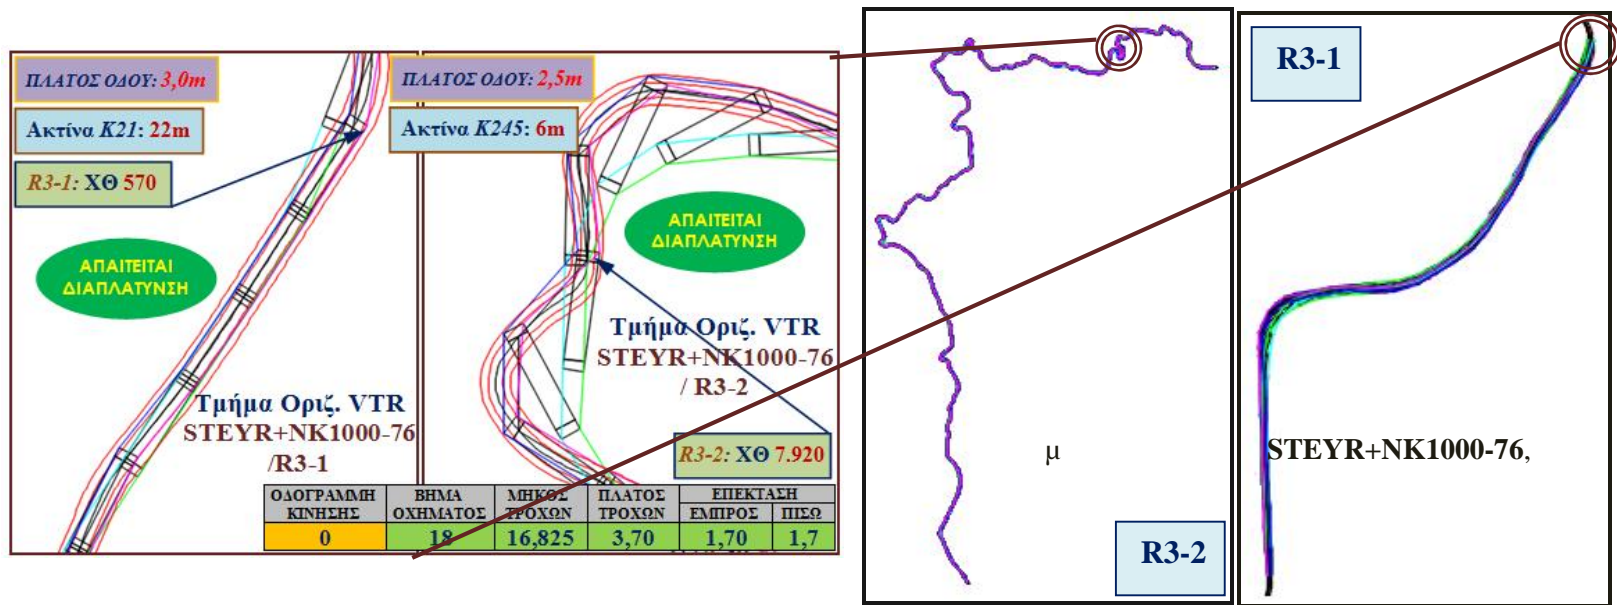 ΠΛΑΤΟΣ ΟΔΟΥ: 3,0m
Ακτίνα K21: 22m
R3-1: ΧΘ 570
ΑΠΑΙΤΕΙΤΑΙ
ΔΙΑΠΛΑΤΥΝΣΗ
Τμήμα Οριζ. VTR
STEYR+NK1000-76
/R3-1
ΠΛΑΤΟΣ ΟΔΟΥ: 2,5m
Ακτίνα K245: 6m
ΑΠΑΙΤΕΙΤΑΙ
ΔΙΑΠΛΑΤΥΝΣΗ
Τμήμα Οριζ. VTR
STEYR+NK1000-76
/ R3-2
R3-2: ΧΘ 7.920
ΟΔΟΓΡΑΜΜΗ ΒΗΜΑ ΜΗΚΟΣ ΠΛΑΤΟΣ ΕΠΕΚΤΑΣΗ
ΚΙΝΗΣΗΣ ΟΧΗΜΑΤΟΣ ΤΡΟΧΩΝ ΤΡΟΧΩΝ ΕΜΠΡΟΣ ΠΙΣΩ
0 18 16,825 3,70 1,70 1,7
μ
R3-2
R3-1
STEYR+NK1000-76,